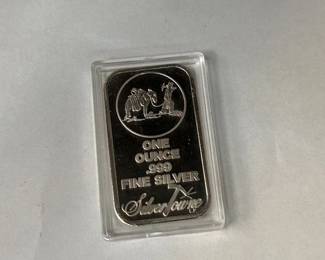 ONE
OUNCE
.999
FINE SILVER
SilverTowne